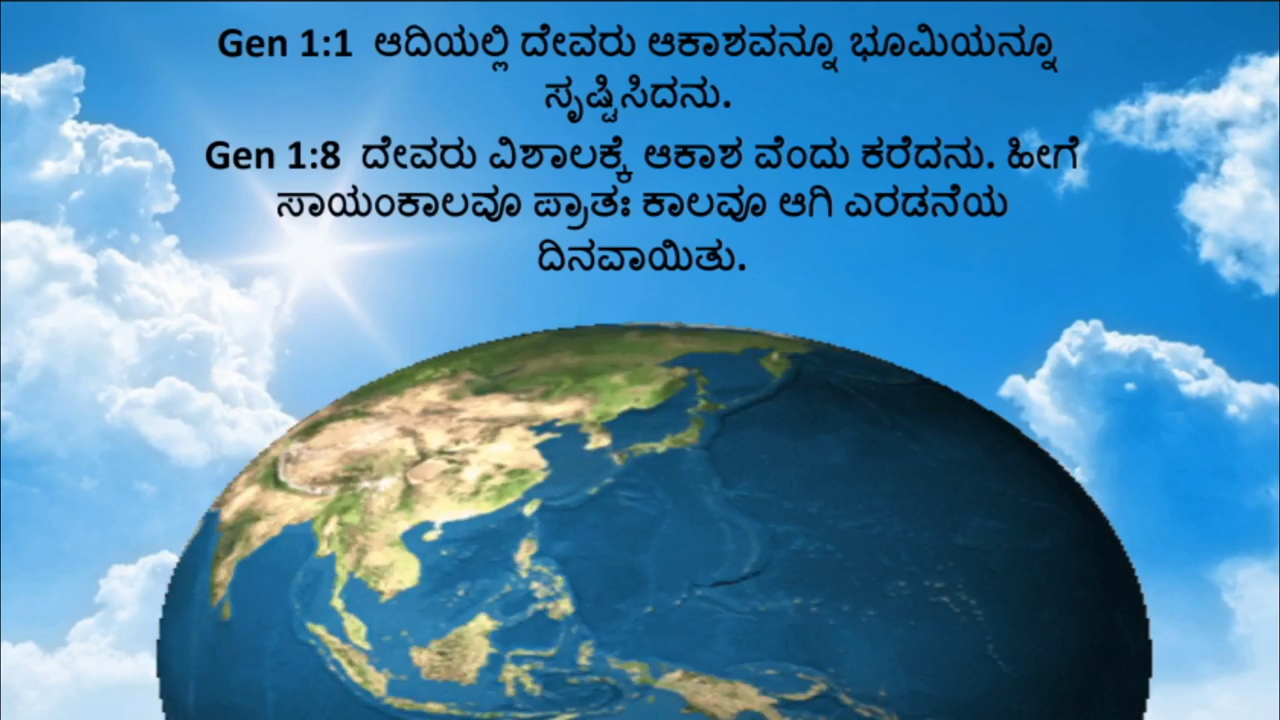 Gen 1:1 ಆದಿಯಲ್ಲಿ ದೇವರು ಆಕಾಶವನ್ನೂ ಭೂಮಿಯನ್ನೂ
ಸೃಷ್ಟಿಸಿದನು.
Gen 1:8 ದೇವರು ವಿಶಾಲಕ್ಕೆ ಆಕಾಶ ವೆಂದು ಕರೆದನು. ಹೀಗೆ
ಸಾಯಂಕಾಲವೂ ಪ್ರಾತಃ ಕಾಲವೂ ಆಗಿ ಎರಡನೆಯ
ದಿನವಾಯಿತು.